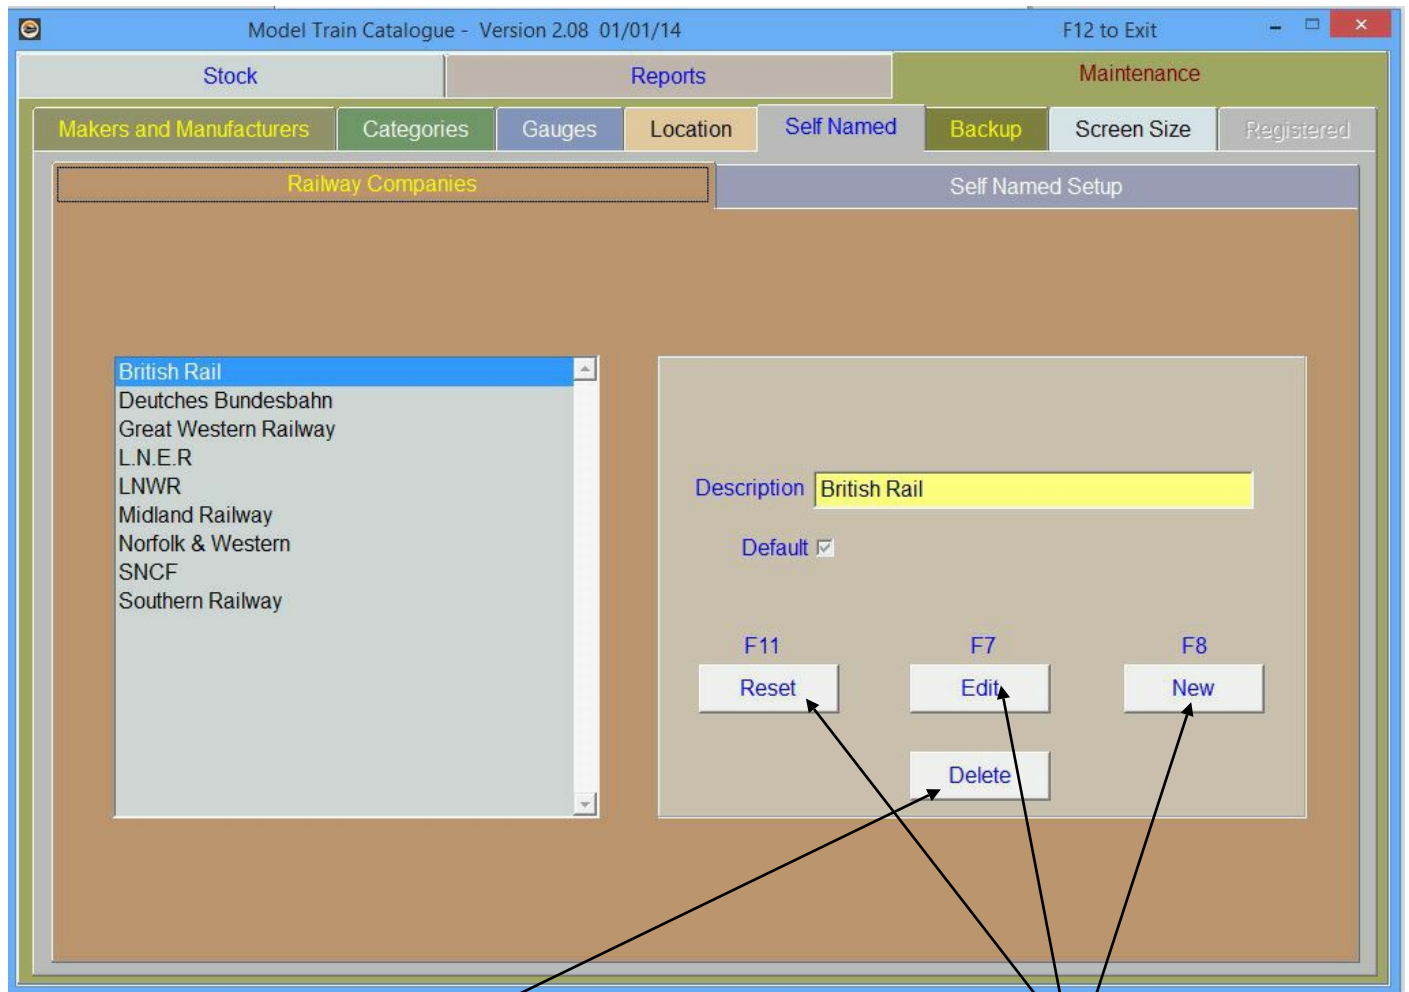 Model Train Catalogue - Version 2.08 01/01/14 F12 to Exit
Stock Reports Maintenance
Makers and Manufacturers Categories Gauges Location Self Named Backup Screen Size Registered
Railway Companies Self Named Setup
British Rail
Deutches Bundesbahn
Great Western Railway
L.N.E.R
LNWR
Midland Railway
Norfolk & Western
SNCF
Southern Railway
Description British Rail
Default
F11 F7 F8
Reset Edit New
Delete